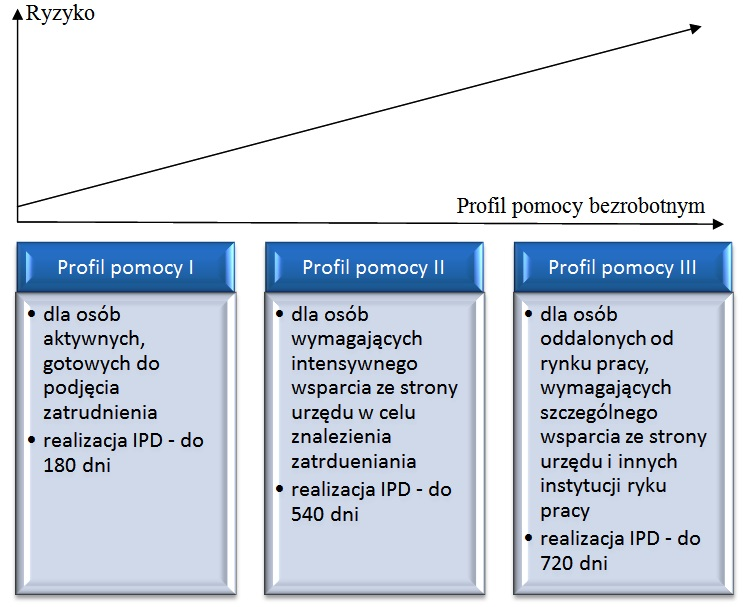 Ryzyko
Profil pomocy bezrobotnym
Profil pomocy I
• dla osób
aktywnych,
gotowych do
podjęcia
zatrudnienia
• realizacja IPD - do
180 dni
Profil pomocy II
• dla osób
wymagających
intensywnego
wsparcia ze strony
urzędu w celu
znalezienia
zatrdueniania
• realizacja IPD - do
540 dni
Profil pomocy III
• dla osób
oddalonych od
rynku pracy,
wymagających
szczególnego
wsparcia ze strony
urzędu i innych
instytucji ryku
pracy
• realizacja IPD - do
720 dni